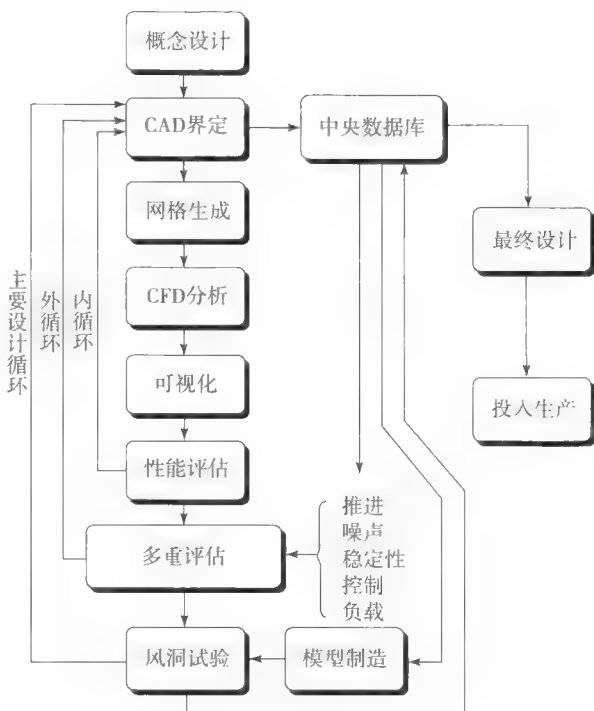 概念设计
CAD界定
中央数据库
网格生成
最终设计
CFD分析
主要设计循环
外循环
内循环
可视化
投入生产
性能评估
推进
噪声
稳定性
控制
负载
多重评估
风洞试验
模型制造